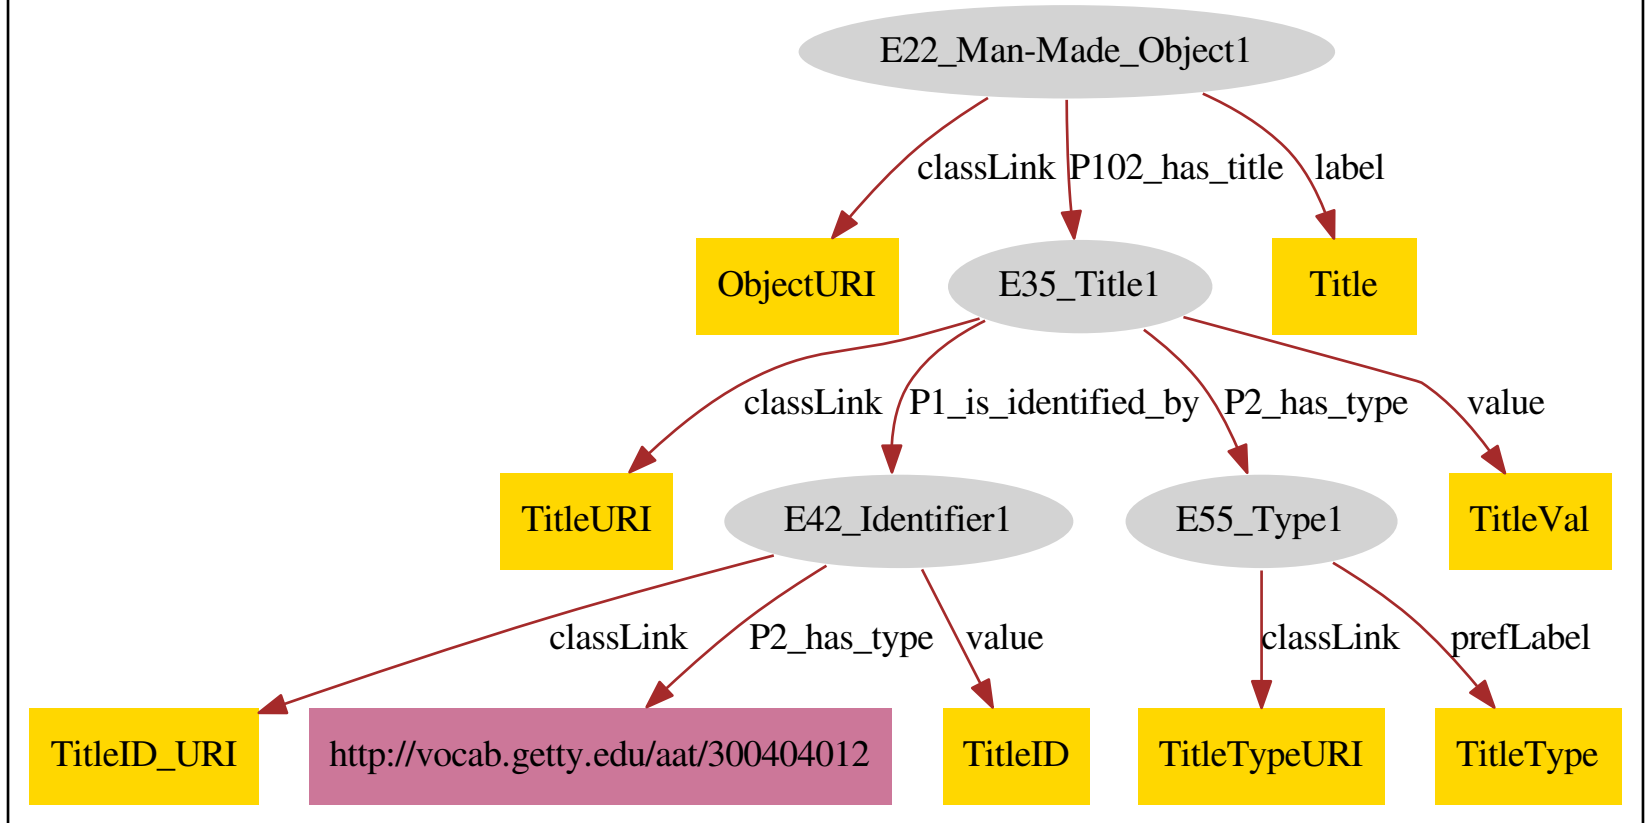 E22_Man-Made_Object1
classLink
P102_has_title
label
ObjectURI
E35_Title1
Title
classLink
P1_is_identified_by
P2_has_type
value
TitleURI
E42_Identifier1
E55_Type1
TitleVal
classLink
P2_has_type
value
classLink
prefLabel
TitleID_URI
http://vocab.getty.edu/aat/300404012
TitleID
TitleTypeURI
TitleType